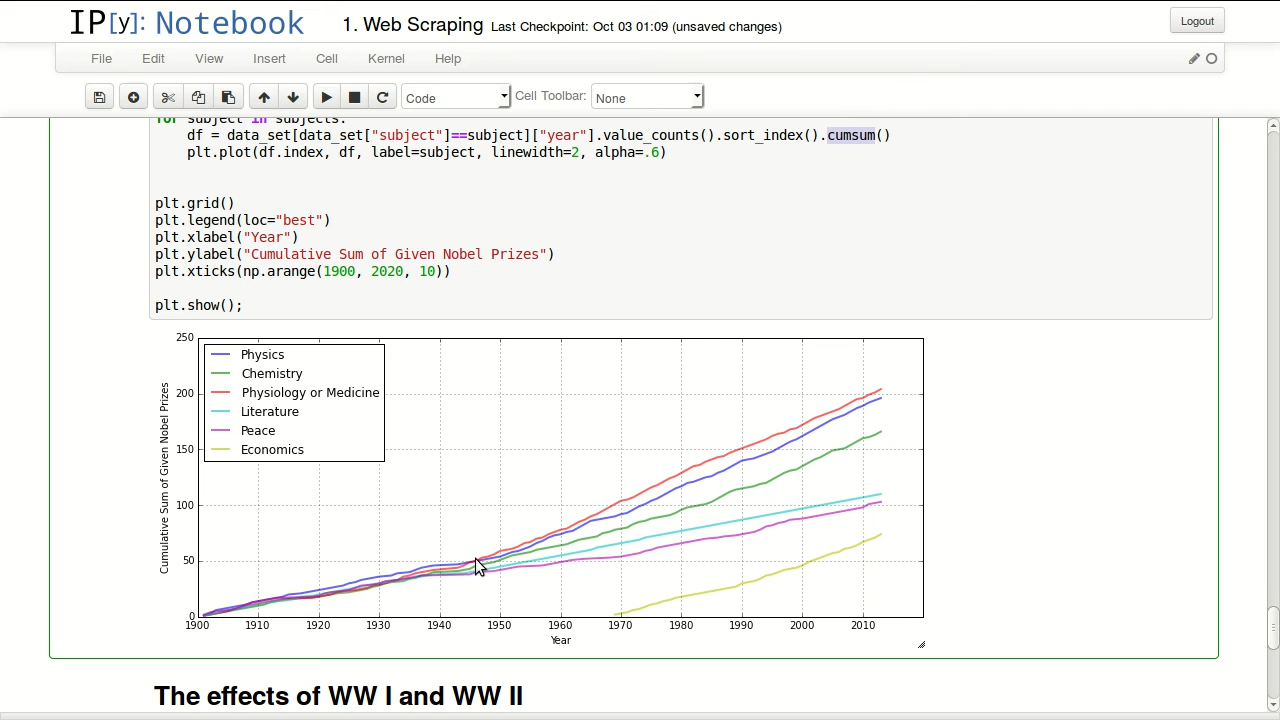 IP[y]: Notebook 1. Web Scraping Last Checkpoint: Oct 03 01:09 (unsaved changes) Logout
File Edit View Insert Cell Kernel Help
Code Cell Toolbar: None
for subject in subjects:
df = data_set[data_set["subject"]==subject]["year"].value_counts().sort_index().cumsum()
plt.plot(df.index, df, label=subject, linewidth=2, alpha=.6)
plt.grid()
plt.legend(loc="best")
plt.xlabel("Year")
plt.ylabel("Cumulative Sum of Given Nobel Prizes")
plt.xticks(np.arange(1900, 2020, 10))
plt.show();
Cumulative Sum of Given Nobel Prizes
250
200
150
100
50
0
Physics
Chemistry
Physiology or Medicine
Literature
Peace
Economics
1900 1910 1920 1930 1940 1950 1960 1970 1980 1990 2000 2010
Year
The effects of WW I and WW II